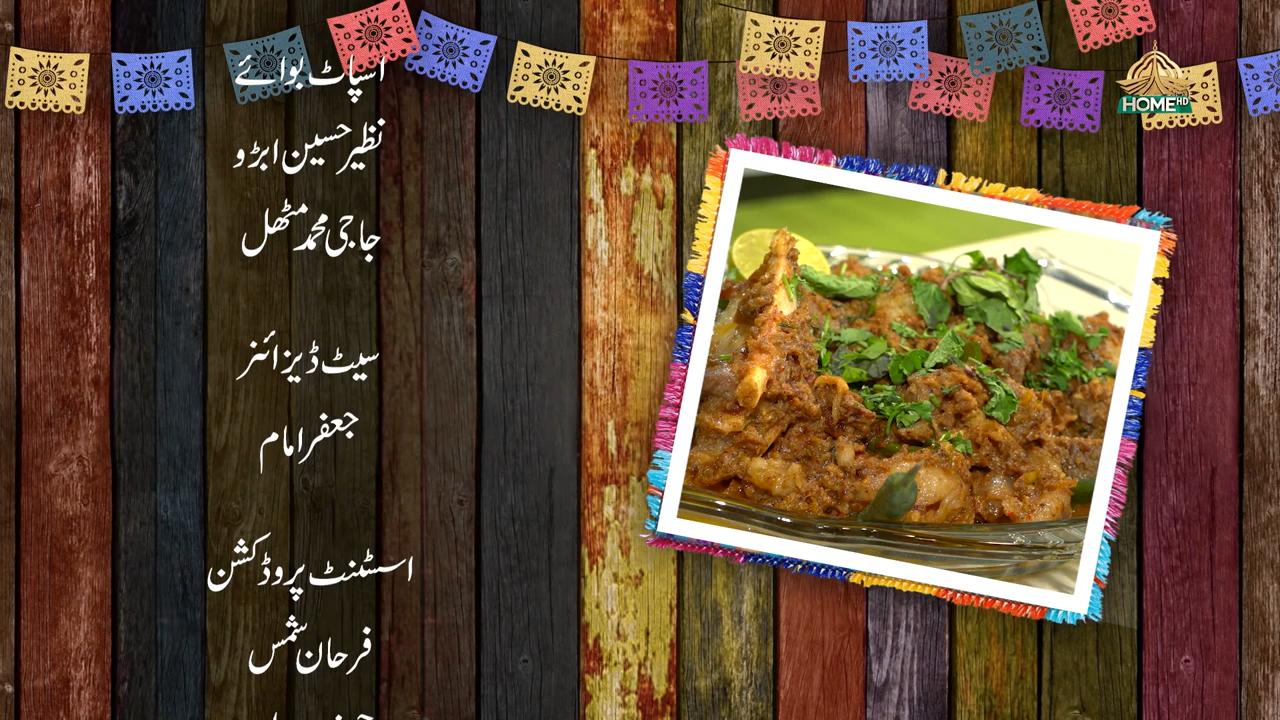 اسپاٹ بوائے
نظیر حسین ابڑو
حاجی محمد مٹھل
سیٹ ڈیزائنر
جعفر امام
اسسٹنٹ پروڈکشن
فرحان شمس
HOME HD